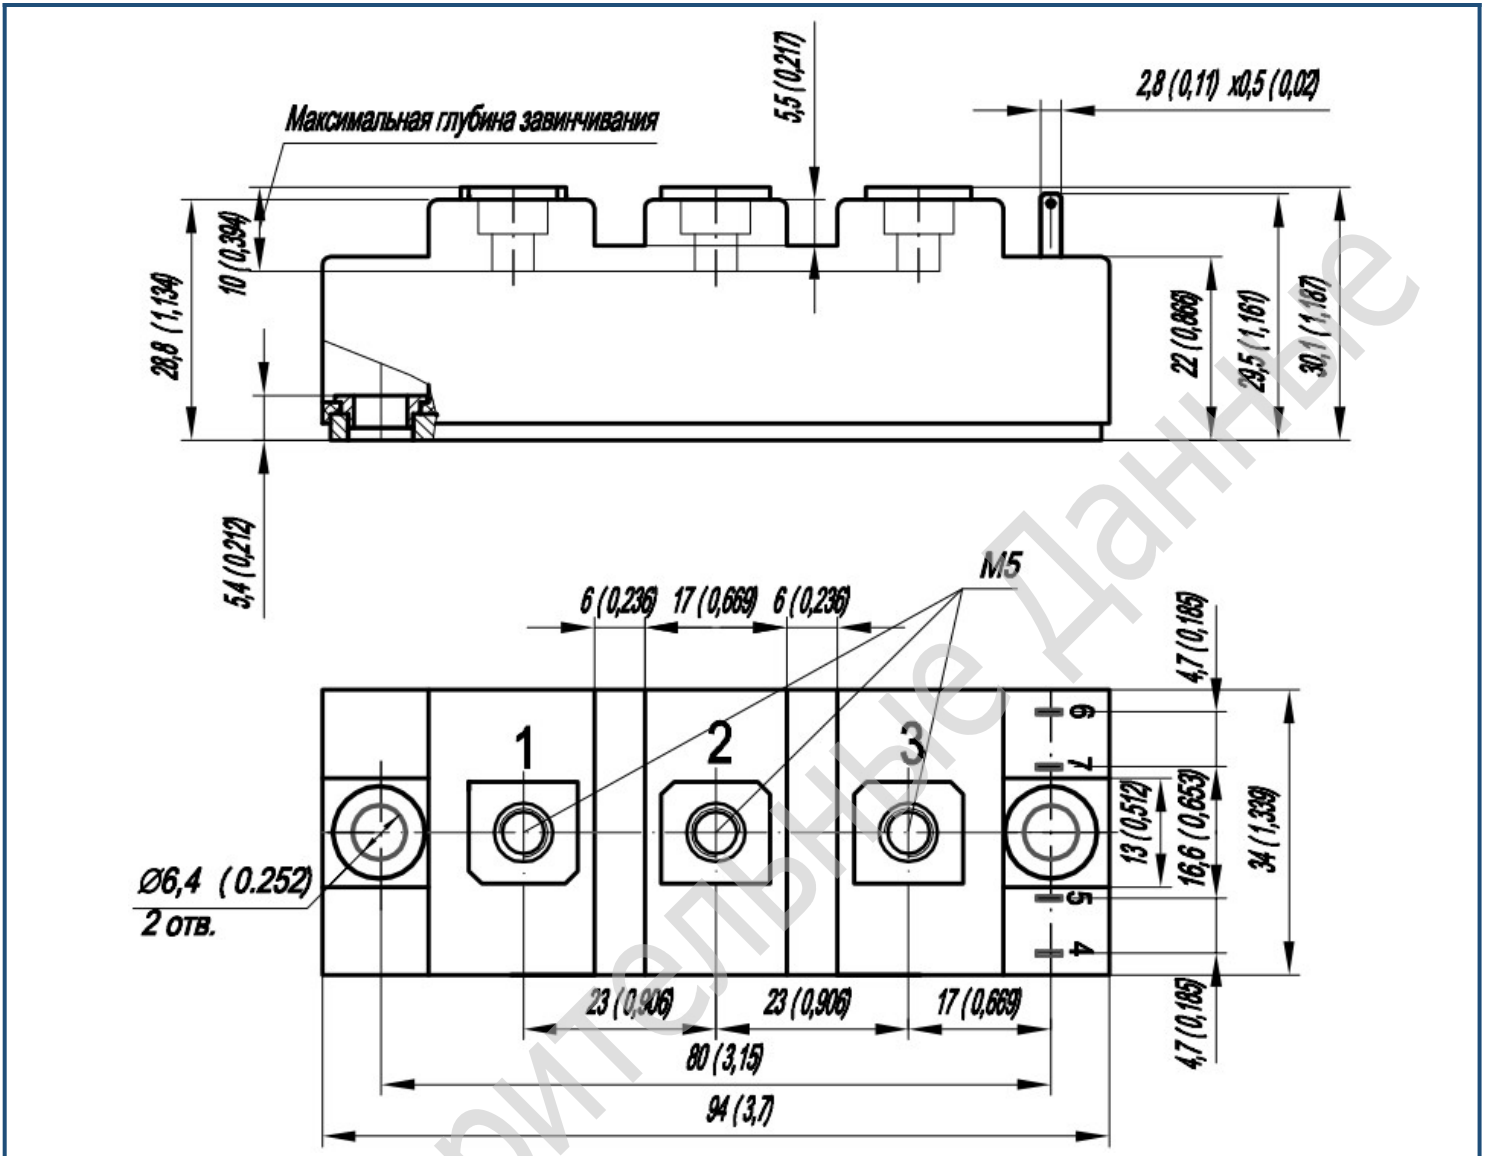 5,5 (0,217)
2,8 (0,11) x0,5 (0,02)
Максимальная глубина завинчивания
10 (0,394)
28,8 (1,134)
22 (0,866)
29,5 (1,161)
30,1 (1,187)
5,4 (0,212)
M5
6 (0,236) 17 (0,669) 6 (0,236)
4,7 (0,185)
1 2 3
6
7
13 (0,512)
16,6 (0,653)
34 (1,339)
Ø6,4 (0.252)
2 отв.
5
4
23 (0,906) 23 (0,906) 17 (0,669)
4,7 (0,185)
80 (3,15)
94 (3,7)
рительные Данные